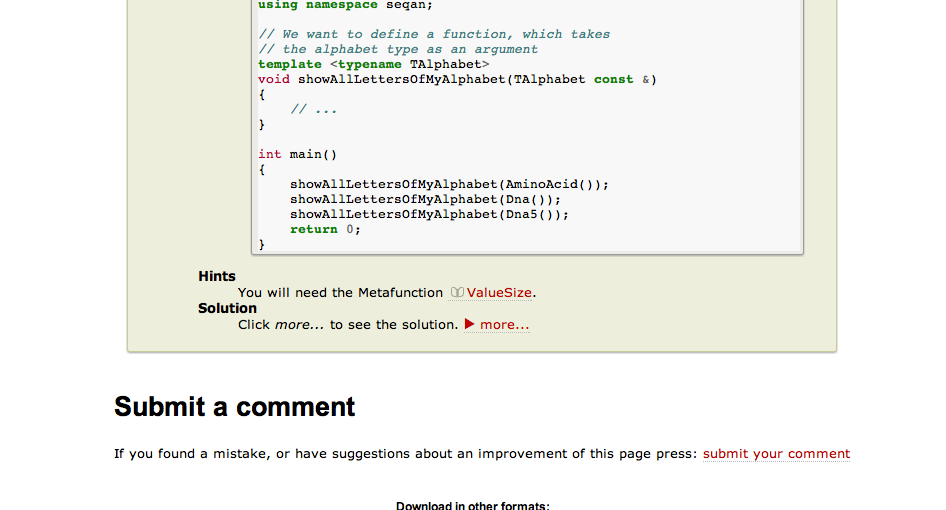 using namespace seqan;
// We want to define a function, which takes
// the alphabet type as an argument
template <typename TAlphabet>
void showAllLettersOfMyAlphabet(TAlphabet const &)
{
// ...
}
int main()
{
showAllLettersOfMyAlphabet(AminoAcid());
showAllLettersOfMyAlphabet(Dna());
showAllLettersOfMyAlphabet(Dna5());
return 0;
}
Hints
You will need the Metafunction ValueSize.
Solution
Click more... to see the solution. ▶ more...
Submit a comment
If you found a mistake, or have suggestions about an improvement of this page press: submit your comment
Download in other formats: